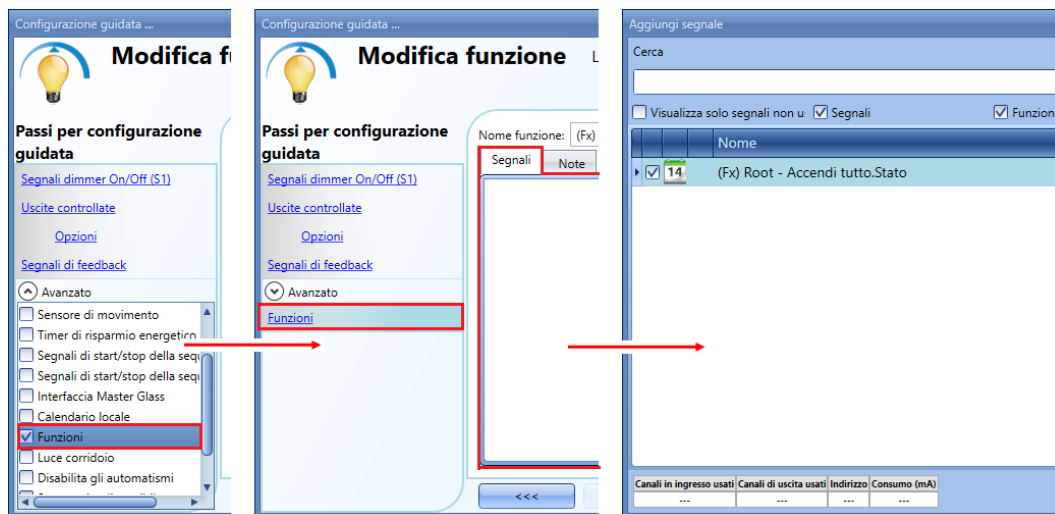 Configurazione guidata ...
Modifica fu
Passi per configurazione
guidata
Segnali dimmer On/Off (S1)
Uscite controllate
Opzioni
Segnali di feedback
Avanzato
Sensore di movimento
Timer di risparmio energetico
Segnali di start/stop della sequ
Segnali di start/stop della sequ
Interfaccia Master Glass
Calendario locale
Funzioni
Luce corridoio
Disabilita gli automatismi
Configurazione guidata ...
Modifica funzione
Passi per configurazione
guidata
Segnali dimmer On/Off (S1)
Uscite controllate
Opzioni
Segnali di feedback
Avanzato
Funzioni
Nome funzione: (Fx)
Segnali Note
<<<
Aggiungi segnale
Cerca
Visualizza solo segnali non u Segnali Funzion
Nome
14 (Fx) Root - Accendi tutto.Stato
Canali in ingresso usati Canali di uscita usati Indirizzo Consumo (mA)
--- --- --- ---